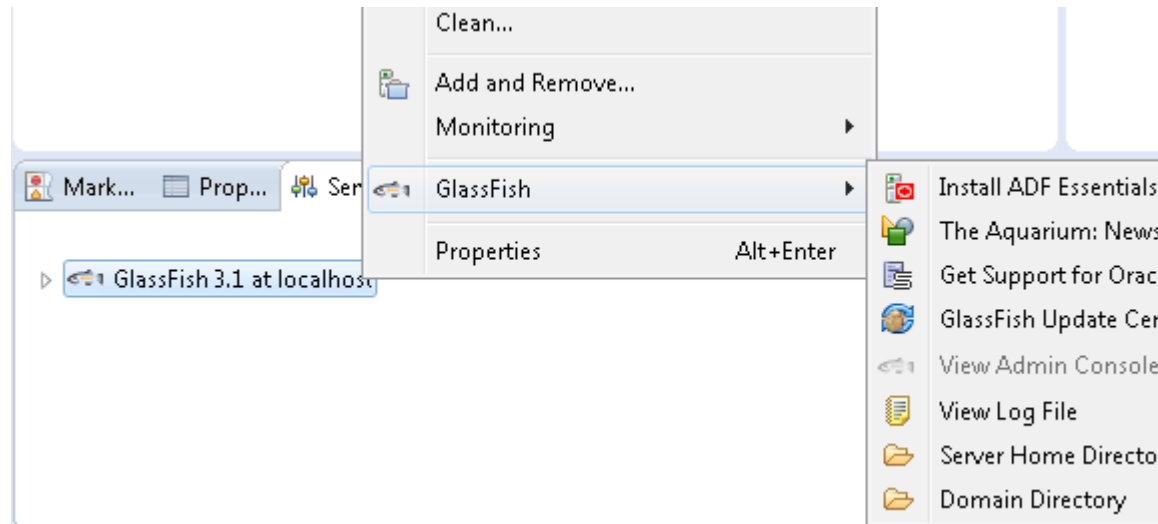 Clean...
Add and Remove...
Monitoring
Mark... Prop... Ser
GlassFish
Properties Alt+Enter
GlassFish 3.1 at localhost
Install ADF Essentials
The Aquarium: News
Get Support for Orac
GlassFish Update Cer
View Admin Console
View Log File
Server Home Directo
Domain Directory